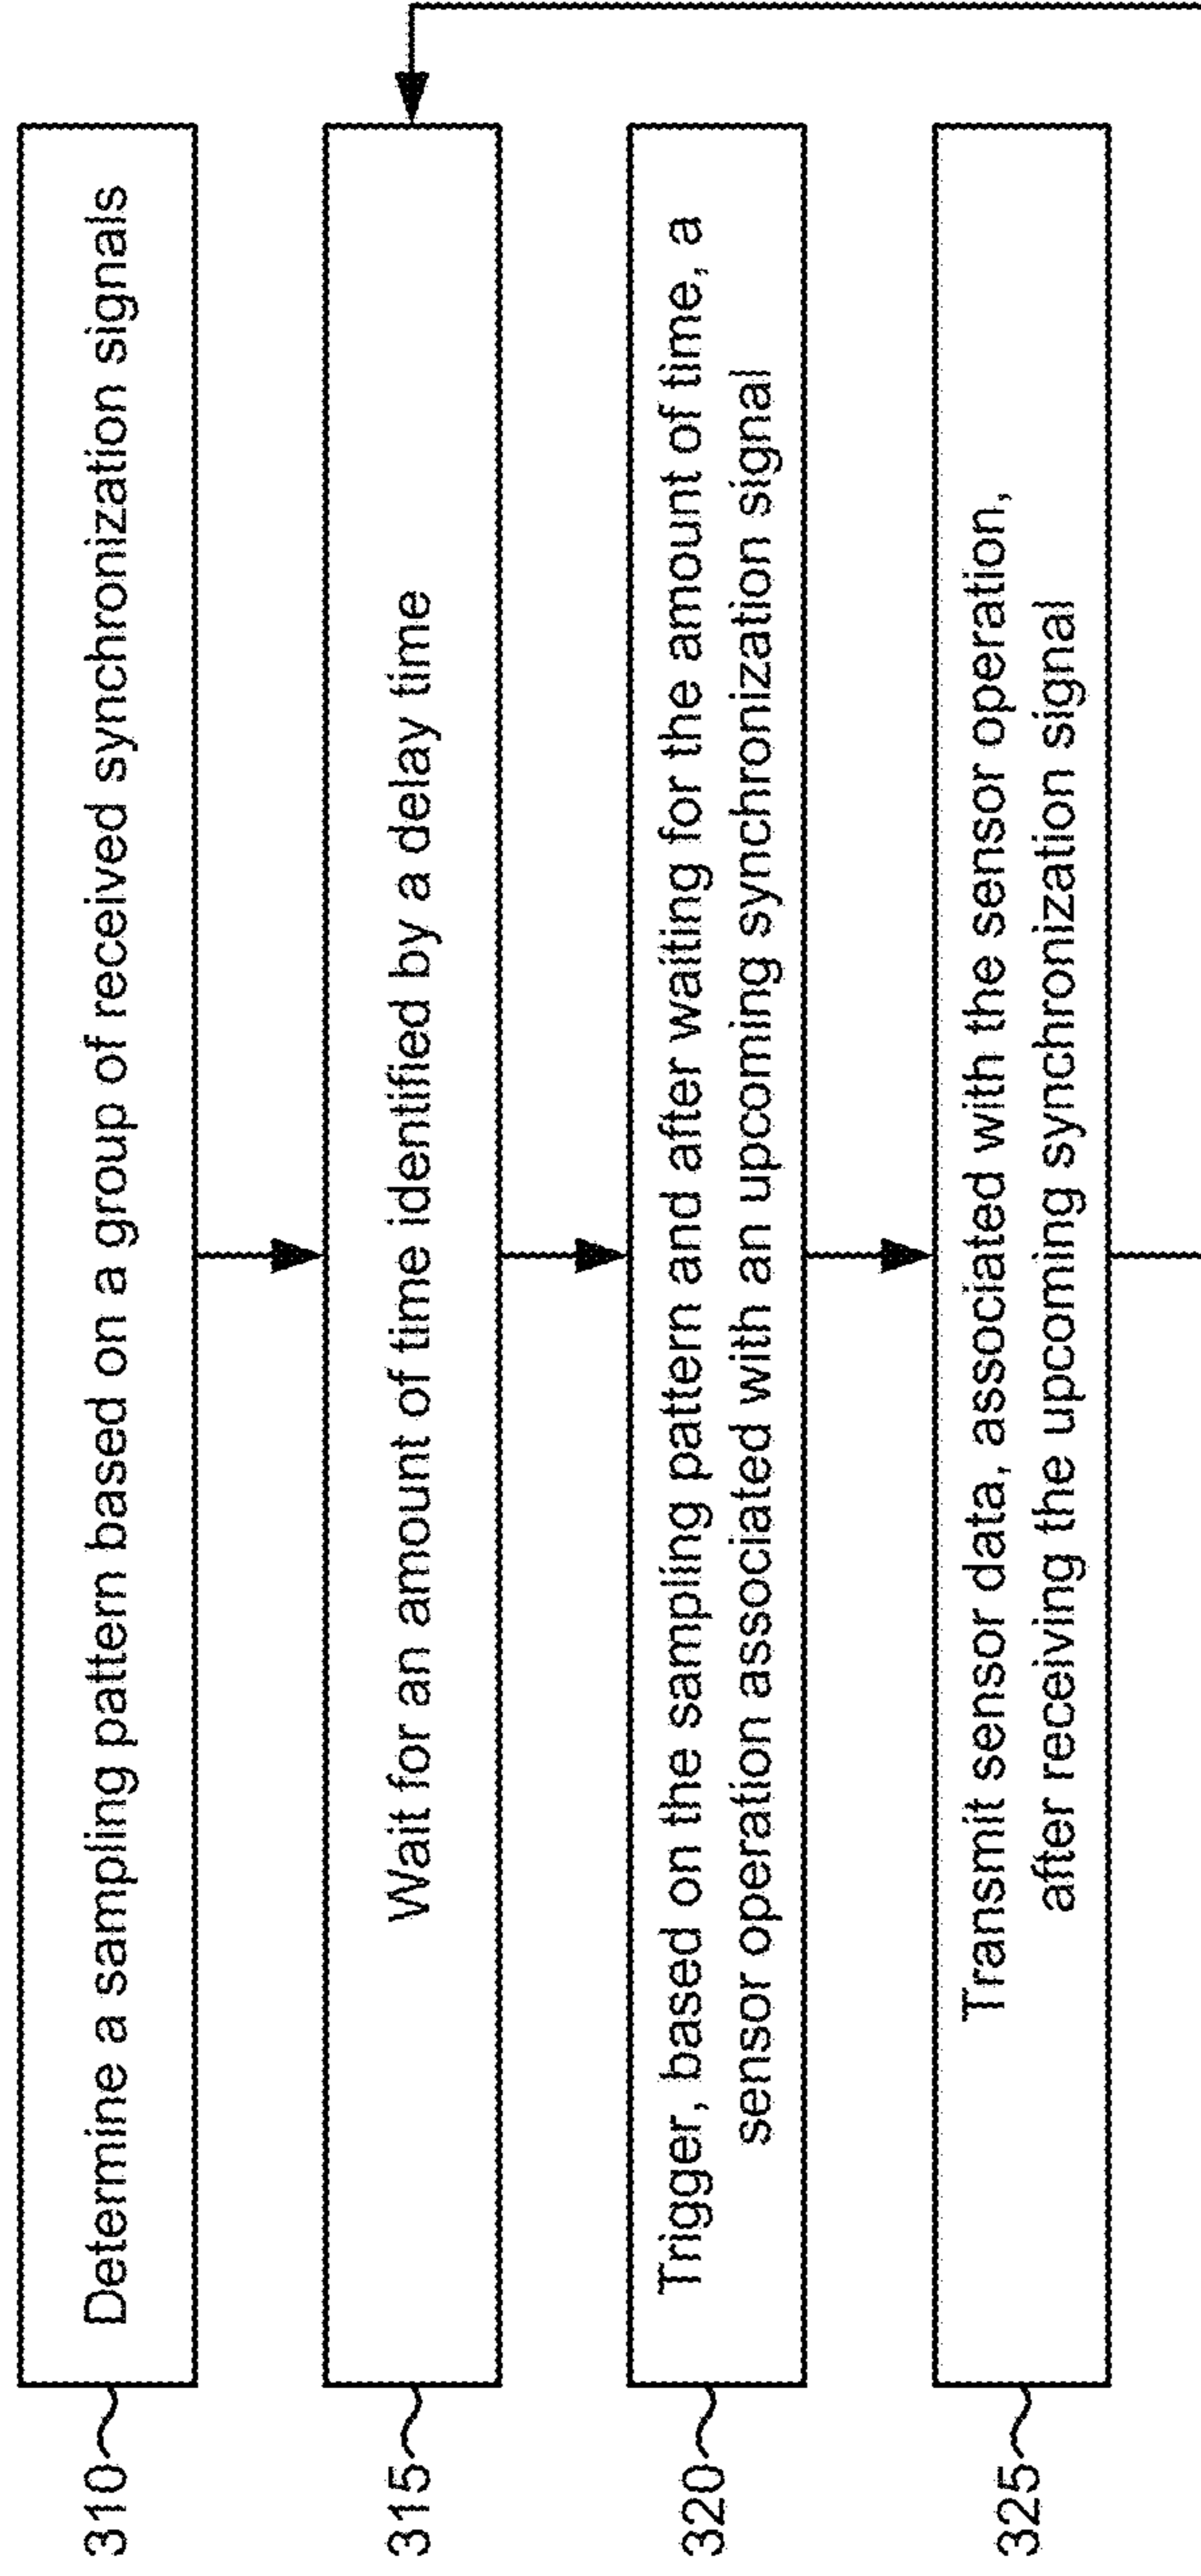 310
Determine a sampling pattern based on a group of received synchronization signals
315
Wait for an amount of time identified by a delay time
320
Trigger, based on the sampling pattern and after waiting for the amount of time, a
sensor operation associated with an upcoming synchronization signal
325
Transmit sensor data, associated with the sensor operation,
after receiving the upcoming synchronization signal